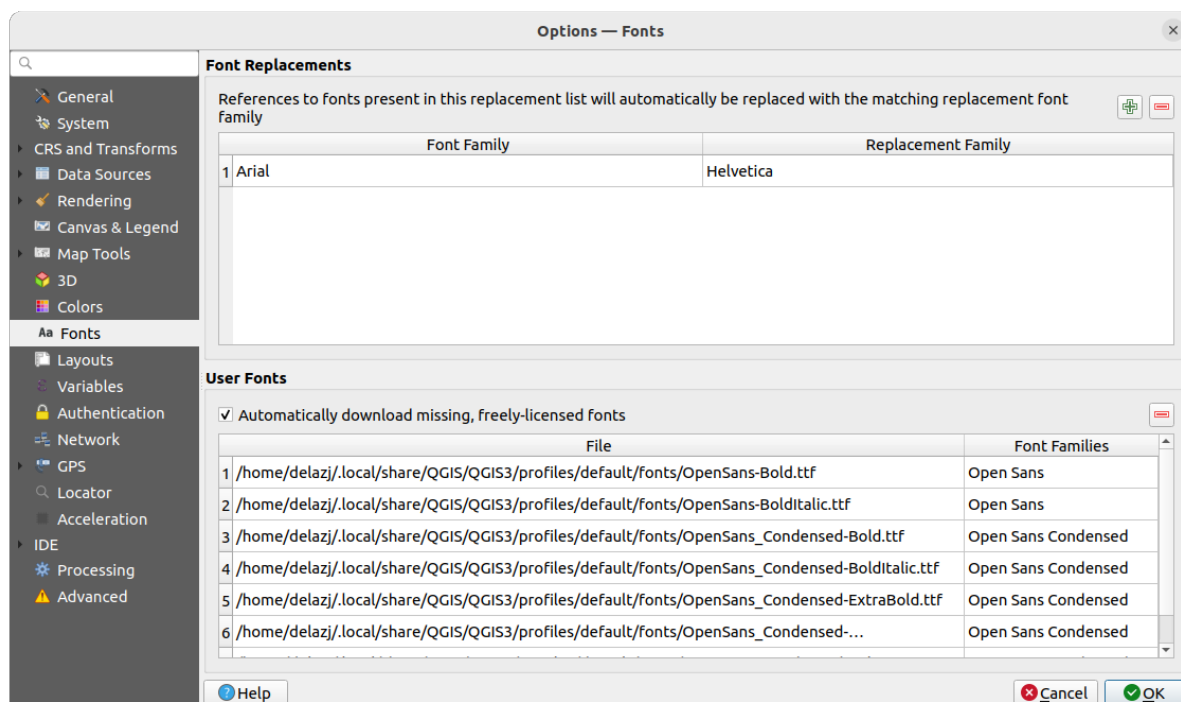 Options — Fonts
General
System
CRS and Transforms
Data Sources
Rendering
Canvas & Legend
Map Tools
3D
Colors
Aa Fonts
Layouts
Variables
Authentication
Network
GPS
Locator
Acceleration
IDE
Processing
Advanced
Font Replacements
References to fonts present in this replacement list will automatically be replaced with the matching replacement font
family
Font Family Replacement Family
1 Arial Helvetica
User Fonts
Automatically download missing, freely-licensed fonts
File Font Families
1 /home/delazj/.local/share/QGIS/QGIS3/profiles/default/fonts/OpenSans-Bold.ttf Open Sans
2 /home/delazj/.local/share/QGIS/QGIS3/profiles/default/fonts/OpenSans-BoldItalic.ttf Open Sans
3 /home/delazj/.local/share/QGIS/QGIS3/profiles/default/fonts/OpenSans_Condensed-Bold.ttf Open Sans Condensed
4 /home/delazj/.local/share/QGIS/QGIS3/profiles/default/fonts/OpenSans_Condensed-BoldItalic.ttf Open Sans Condensed
5 /home/delazj/.local/share/QGIS/QGIS3/profiles/default/fonts/OpenSans_Condensed-ExtraBold.ttf Open Sans Condensed
6 /home/delazj/.local/share/QGIS/QGIS3/profiles/default/fonts/OpenSans_Condensed-... Open Sans Condensed
Help Cancel OK